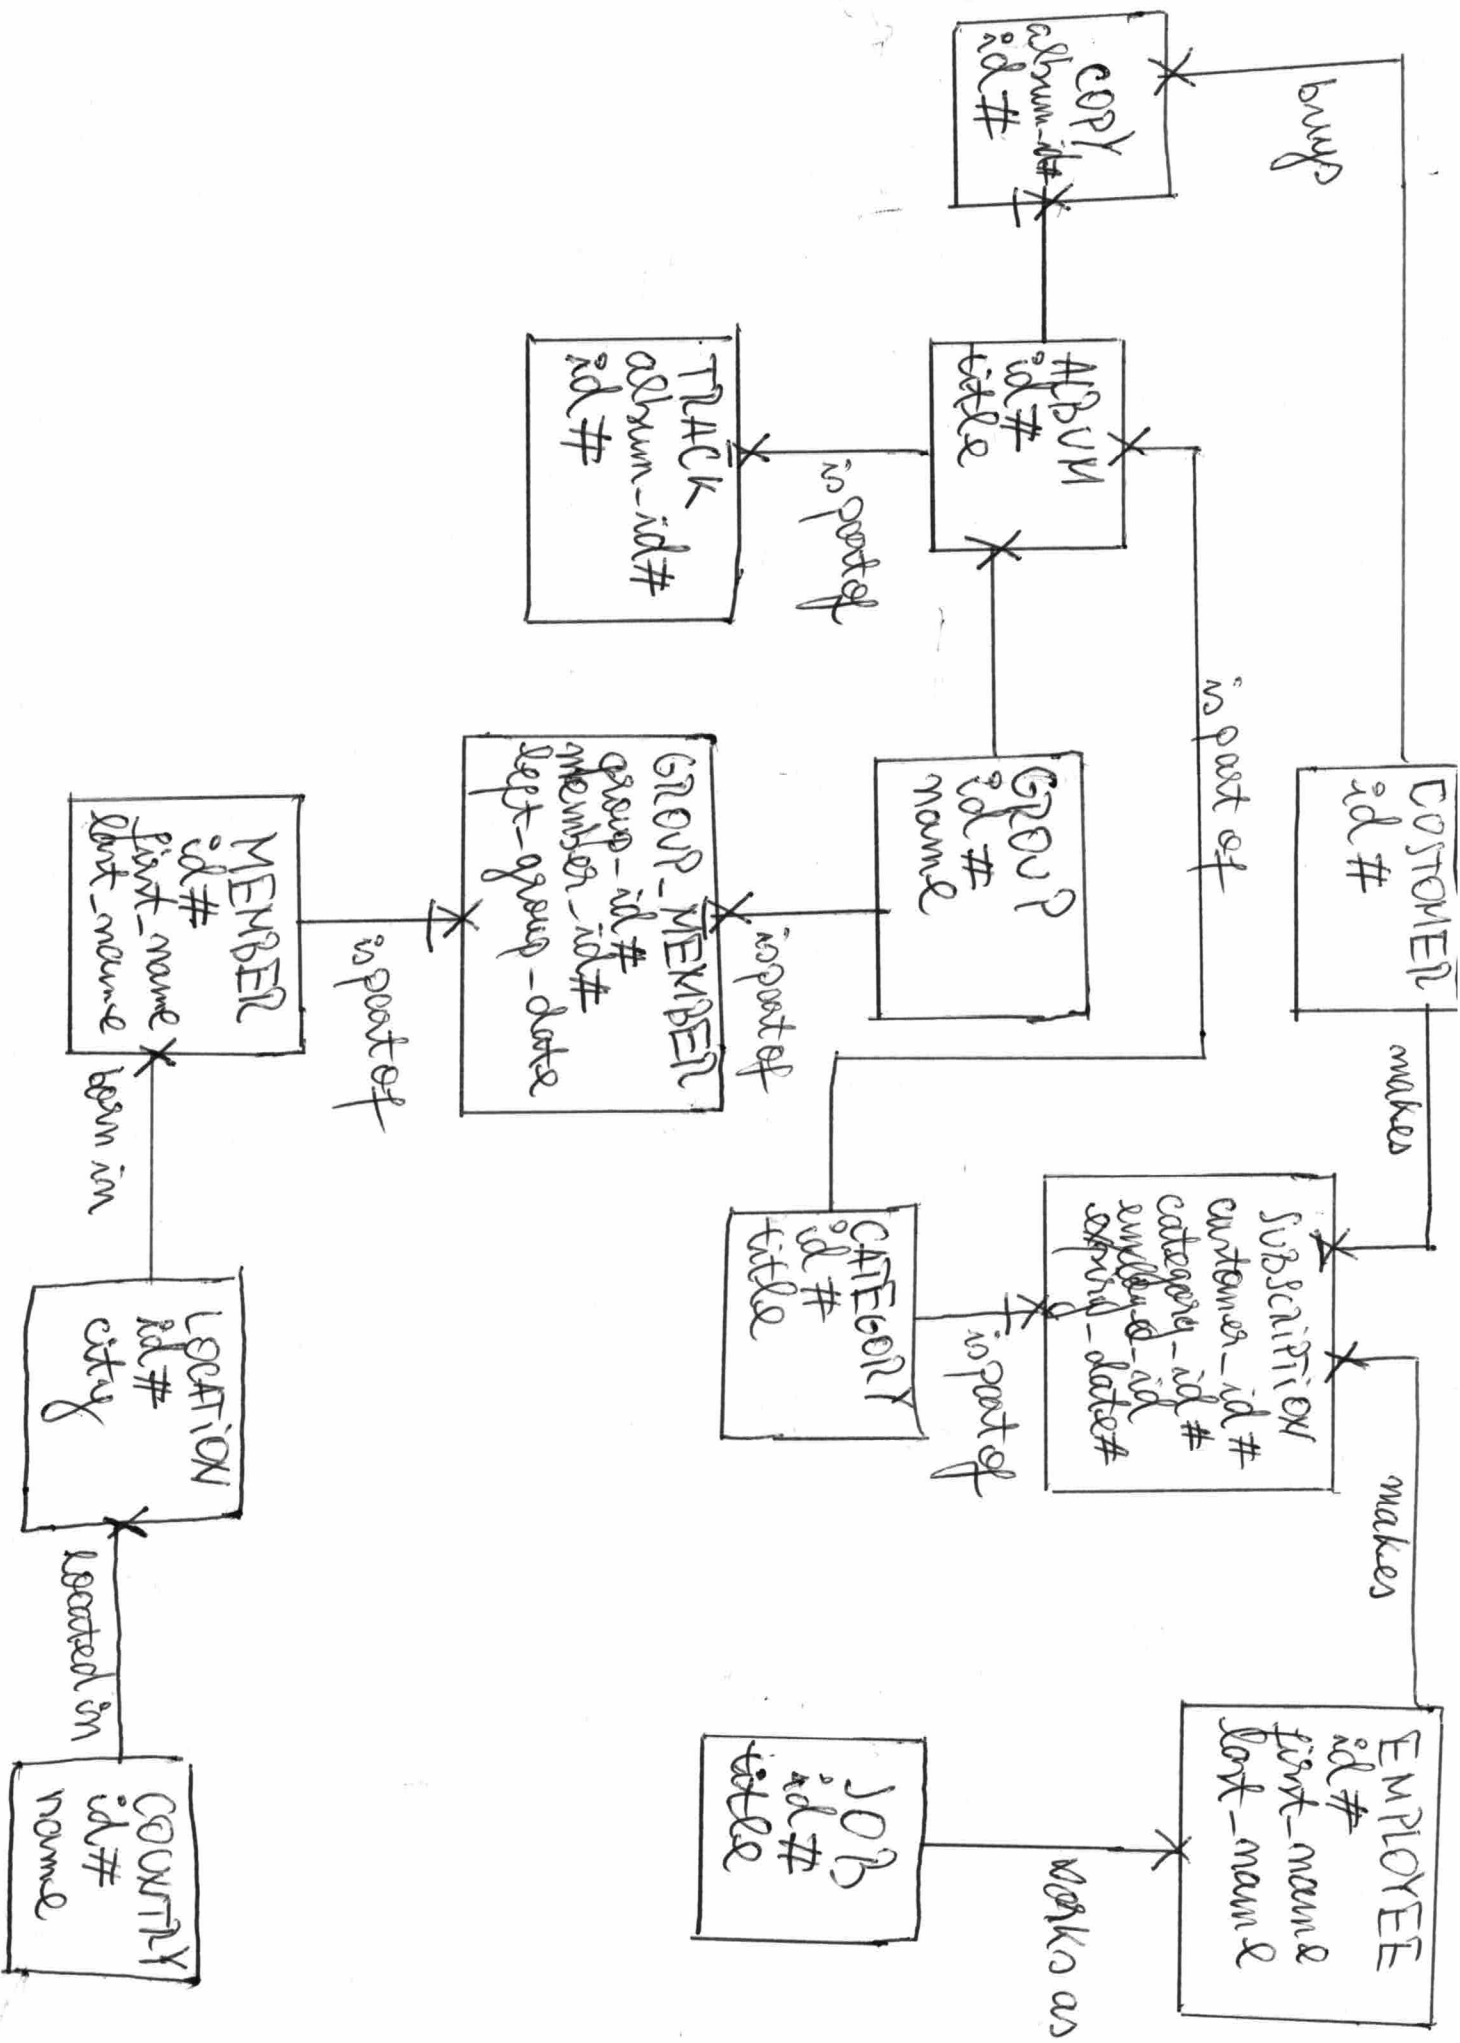 COPY
album_id#
id #
buys
ALBUM
id #
title
TRACK
album_id#
id #
is part of
is part of
COSTOMER
id #
GROUP
id #
name
GROUP_MEMBER
group_id#
member_id#
left_group_date
is part of
MEMBER
id #
first_name
last_name
is part of
makes
SUBSCRIPTION
customer_id#
category_id#
employee_id
expird_date#
CATEGORY
id #
title
is part of
born in
LOCATION
id #
city
makes
located in
EMPLOYEE
id #
first_name
last_name
JOB
id #
title
works as
COUNTRY
id #
name